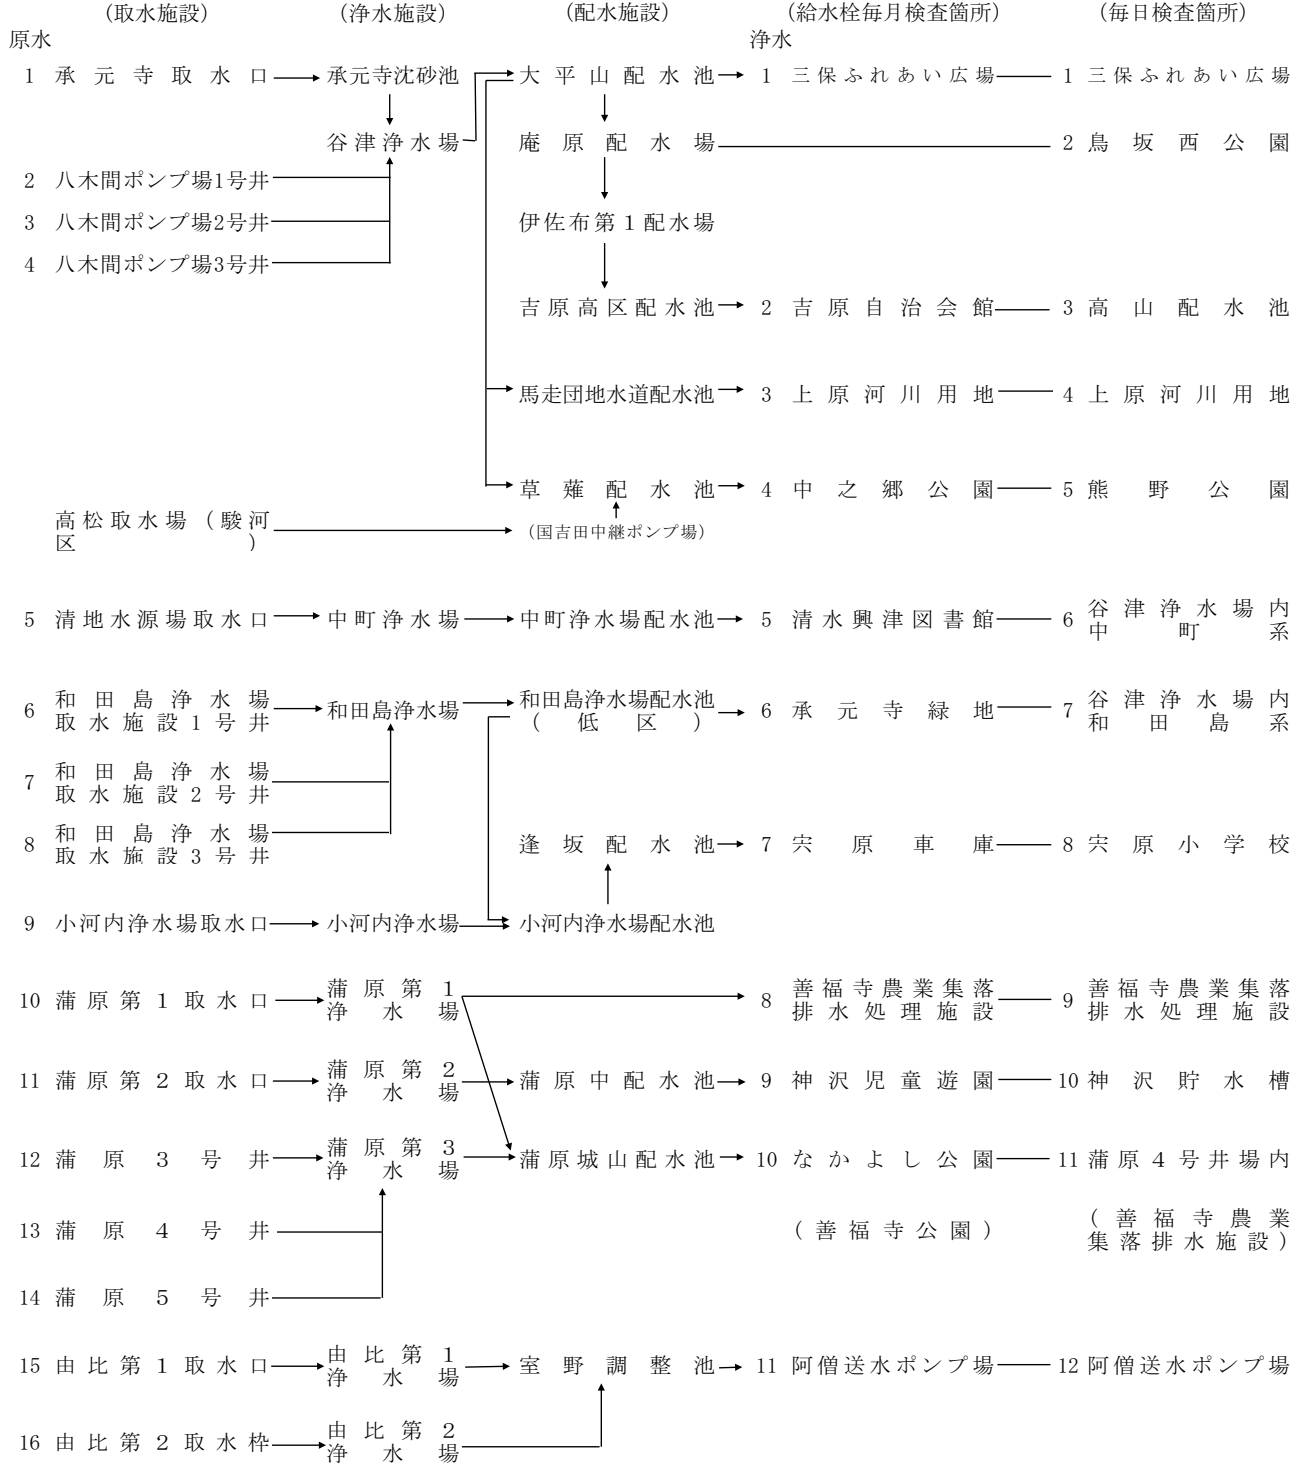 (取水施設) (浄水施設) (配水施設) (給水栓毎月検査箇所) (毎日検査箇所)
原水 浄水
1 承元寺取水口 承元寺沈砂池 大平山配水池 1 三保ふれあい広場 1 三保ふれあい広場
谷津浄水場 庵原配水場 2 鳥坂西公園
2 八木間ポンプ場1号井
3 八木間ポンプ場2号井 伊佐布第1配水場
4 八木間ポンプ場3号井
吉原高区配水池 2 吉原自治会館 3 高山配水池
馬走団地水道配水池 3 上原河川用地 4 上原河川用地
草薙配水池 4 中之郷公園 5 熊野公園
高松取水場(駿河
区) (国吉田中継ポンプ場)
5 清地水源場取水口 中町浄水場 中町浄水場配水池 5 清水興津図書館 6 谷津浄水場内
中町系
6 和田島浄水場
取水施設1号井 和田島浄水場 和田島浄水場配水池
(低区) 6 承元寺緑地 7 谷津浄水場内
和田島系
7 和田島浄水場
取水施設2号井
8 和田島浄水場
取水施設3号井 逢坂配水池 7 宍原車庫 8 宍原小学校
9 小河内浄水場取水口 小河内浄水場 小河内浄水場配水池
10 蒲原第1取水口 蒲原第1
浄水場 8 善福寺農業集落
排水処理施設 9 善福寺農業集落
排水処理施設
11 蒲原第2取水口 蒲原第2
浄水場 蒲原中配水池 9 神沢児童遊園 10 神沢貯水槽
12 蒲原3号井 蒲原第3
浄水場 蒲原城山配水池 10 なかよし公園 11 蒲原4号井場内
13 蒲原4号井 (善福寺公園) (善福寺農業
集落排水施設)
14 蒲原5号井
15 由比第1取水口 由比第1
浄水場 室野調整池 11 阿僧送水ポンプ場 12 阿僧送水ポンプ場
16 由比第2取水枠 由比第2
浄水場